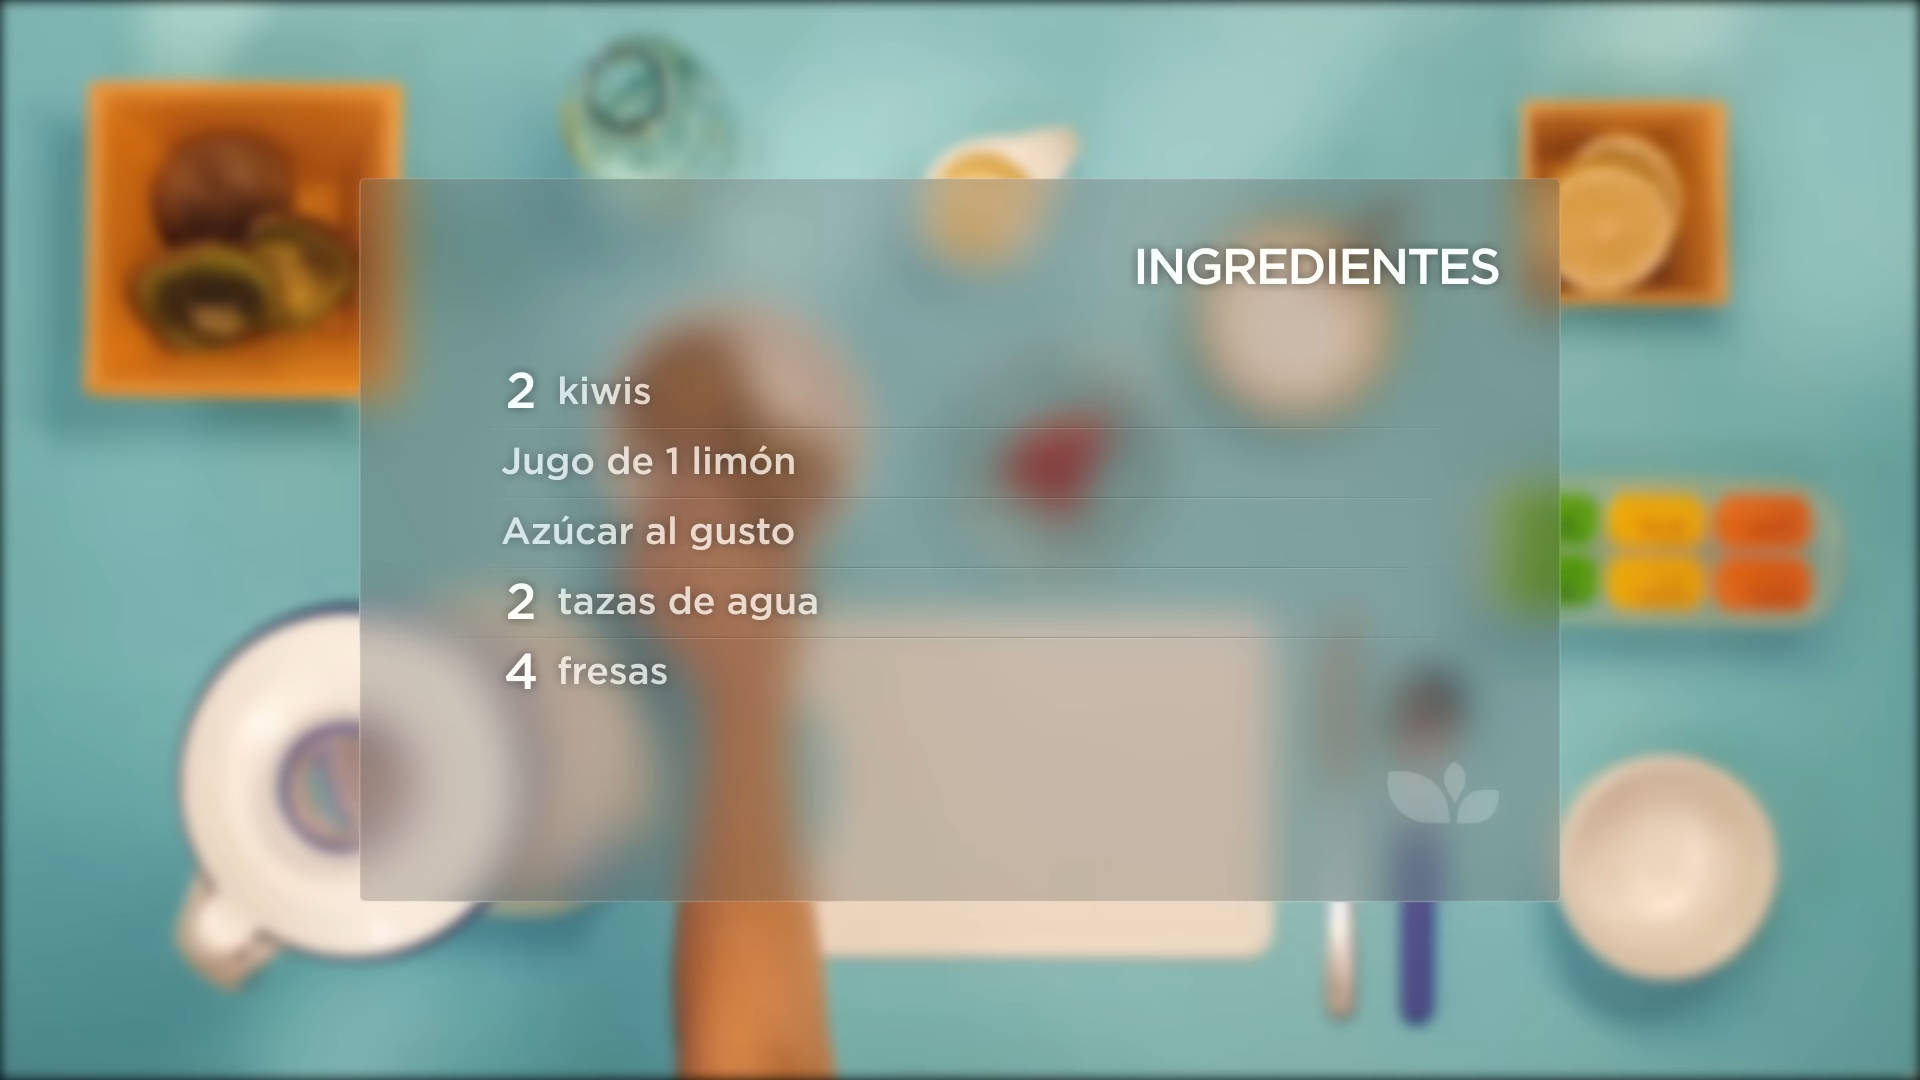 INGREDIENTES
2 kiwis
Jugo de 1 limón
Azúcar al gusto
2 tazas de agua
4 fresas